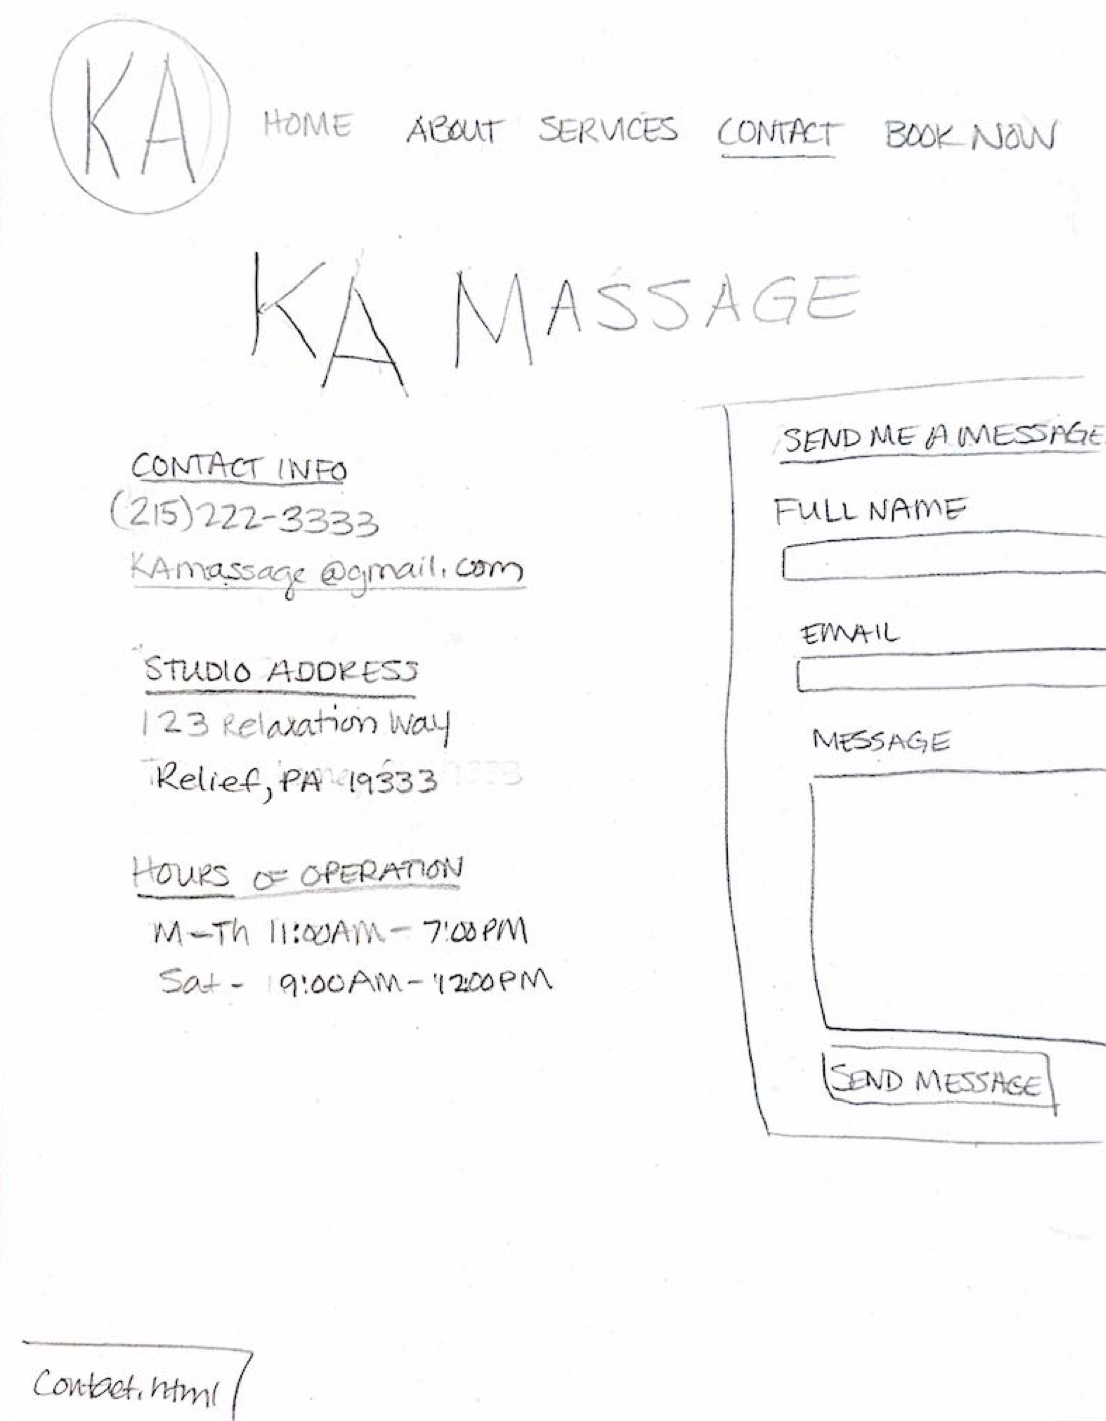 KA
HOME ABOUT SERVICES CONTACT BOOK NOW
KA MASSAGE
CONTACT INFO
(215)222-3333
KAmassage@gmail.com
STUDIO ADDRESS
123 Relaxation Way
Relief, PA 19333
HOURS OF OPERATION
M-Th 11:00AM - 7:00PM
Sat - 9:00AM - 12:00PM
SEND ME A MESSAGE
FULL NAME
EMAIL
MESSAGE
SEND MESSAGE
Contact.html